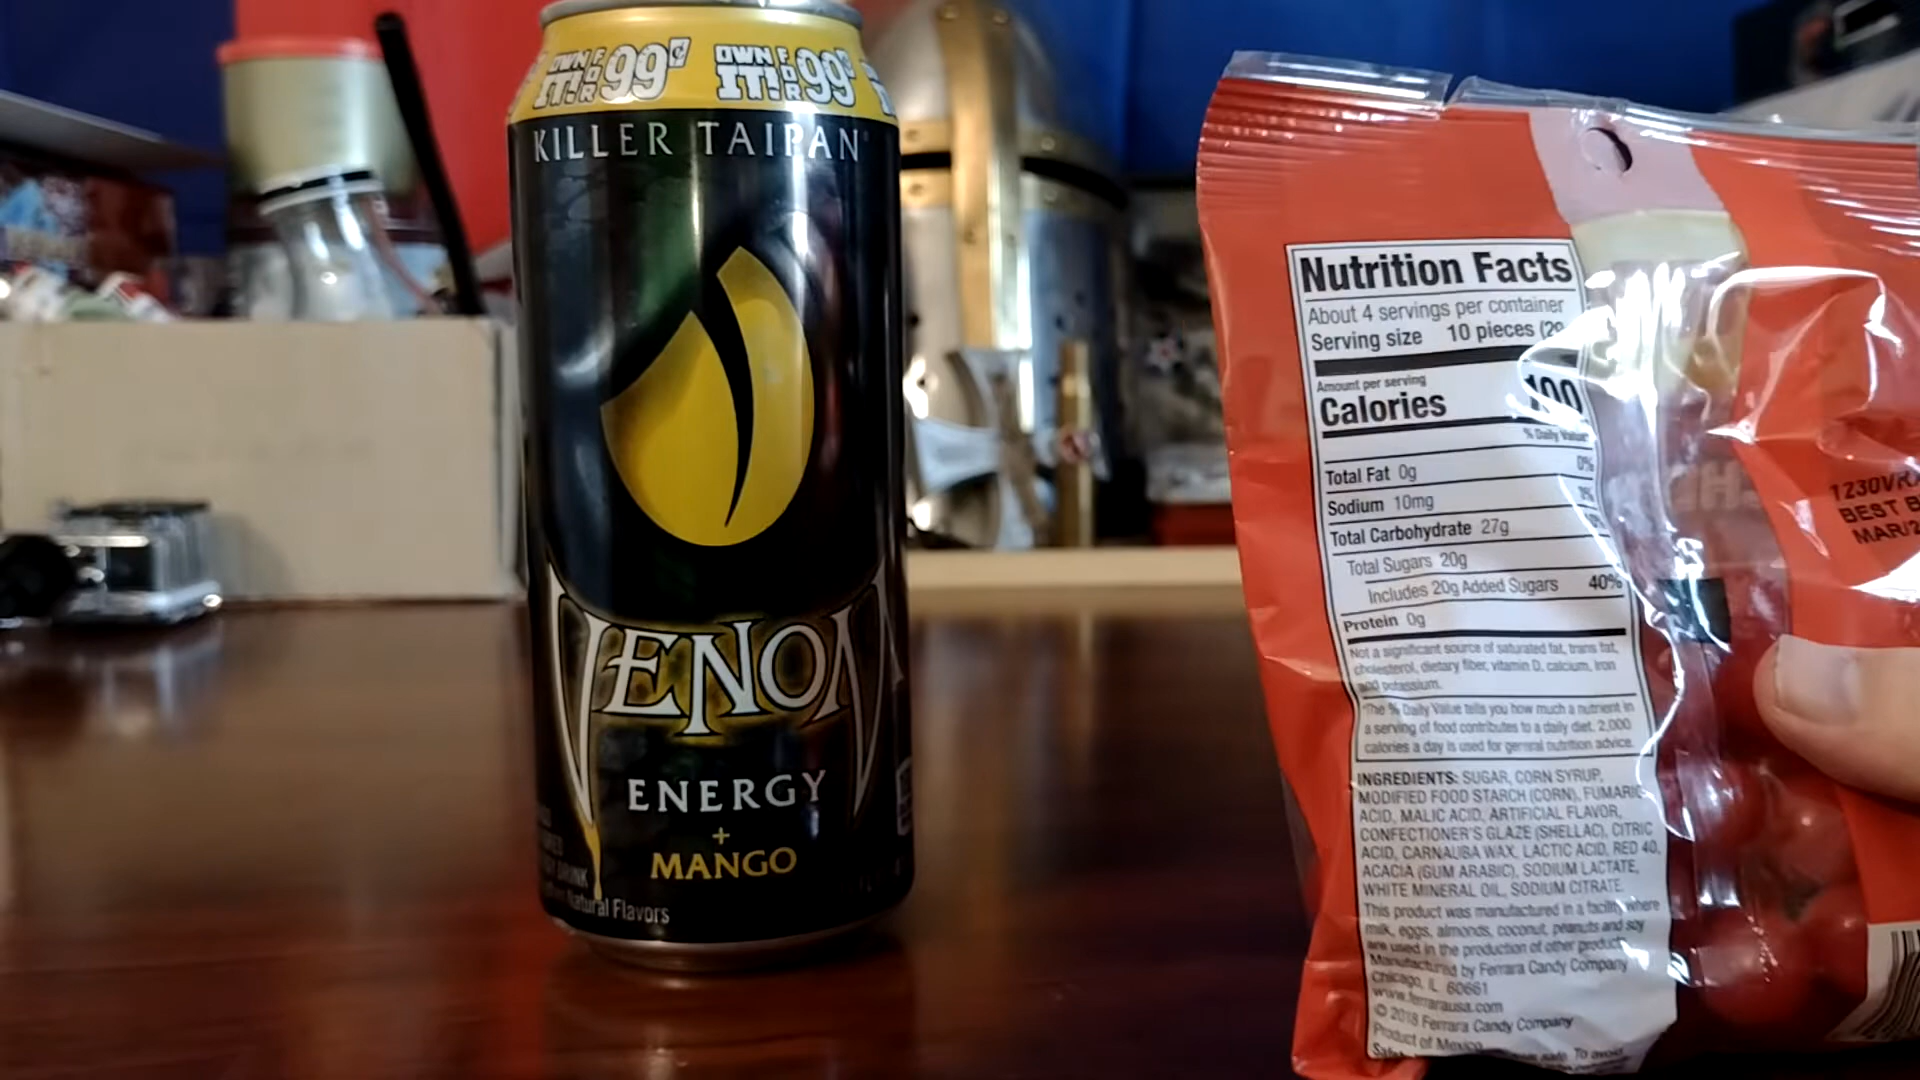 OWN IT! FOR 99¢
OWN IT! FOR 99¢
KILLER TAIPAN
VENOM
ENERGY
+
MANGO
Natural Flavors
Nutrition Facts
About 4 servings per container
Serving size 10 pieces
Amount per serving
Calories 100
% Daily Value*
Total Fat 0g 0%
Sodium 10mg
Total Carbohydrate 27g
Total Sugars 20g
Includes 20g Added Sugars 40%
Protein 0g
Not a significant source of saturated fat, trans fat,
cholesterol, dietary fiber, vitamin D, calcium, iron
and potassium.
*The % Daily Value tells you how much a nutrient in
a serving of food contributes to a daily diet. 2,000
calories a day is used for general nutrition advice.
INGREDIENTS: SUGAR, CORN SYRUP,
MODIFIED FOOD STARCH (CORN), FUMARIC
ACID, MALIC ACID, ARTIFICIAL FLAVOR,
CONFECTIONER'S GLAZE (SHELLAC), CITRIC
ACID, CARNAUBA WAX, LACTIC ACID, RED 40,
ACACIA (GUM ARABIC), SODIUM LACTATE,
WHITE MINERAL OIL, SODIUM CITRATE.
This product was manufactured in a facility where
milk, eggs, almonds, coconut, peanuts and soy
are used in the production of other products.
Manufactured by Ferrara Candy Company
Chicago, IL 60661
www.ferrarausa.com
© 2018 Ferrara Candy Company
Product of Mexico
To avoid
1230VR
BEST B
MAR/2